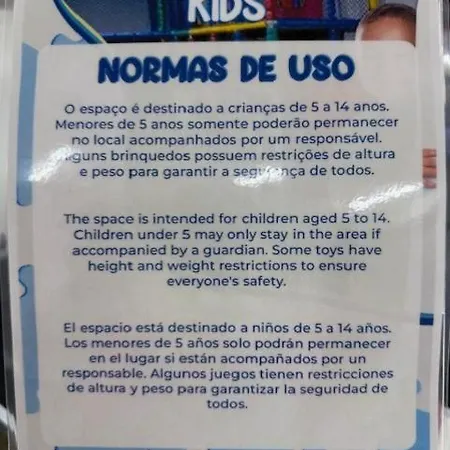 KIDS
NORMAS DE USO
O espaço é destinado a crianças de 5 a 14 anos.
Menores de 5 anos somente poderão permanecer
no local acompanhados por um responsável.
Alguns brinquedos possuem restrições de altura
e peso para garantir a segurança de todos.
The space is intended for children aged 5 to 14.
Children under 5 may only stay in the area if
accompanied by a guardian. Some toys have
height and weight restrictions to ensure
everyone's safety.
El espacio está destinado a niños de 5 a 14 años.
Los menores de 5 años solo podrán permanecer
en el lugar si están acompañados por un
responsable. Algunos juegos tienen restricciones
de altura y peso para garantizar la seguridad de
todos.